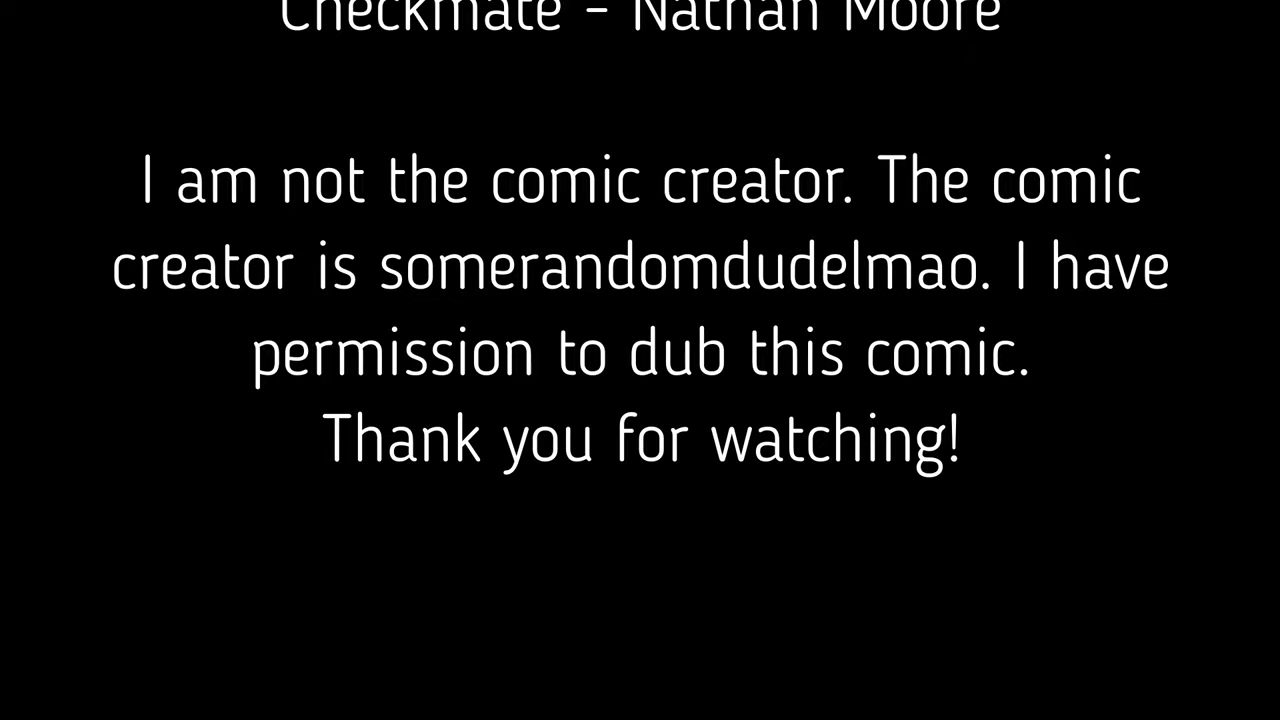 Checkmate - Nathan Moore
I am not the comic creator. The comic
creator is somerandomdudelmao. I have
permission to dub this comic.
Thank you for watching!